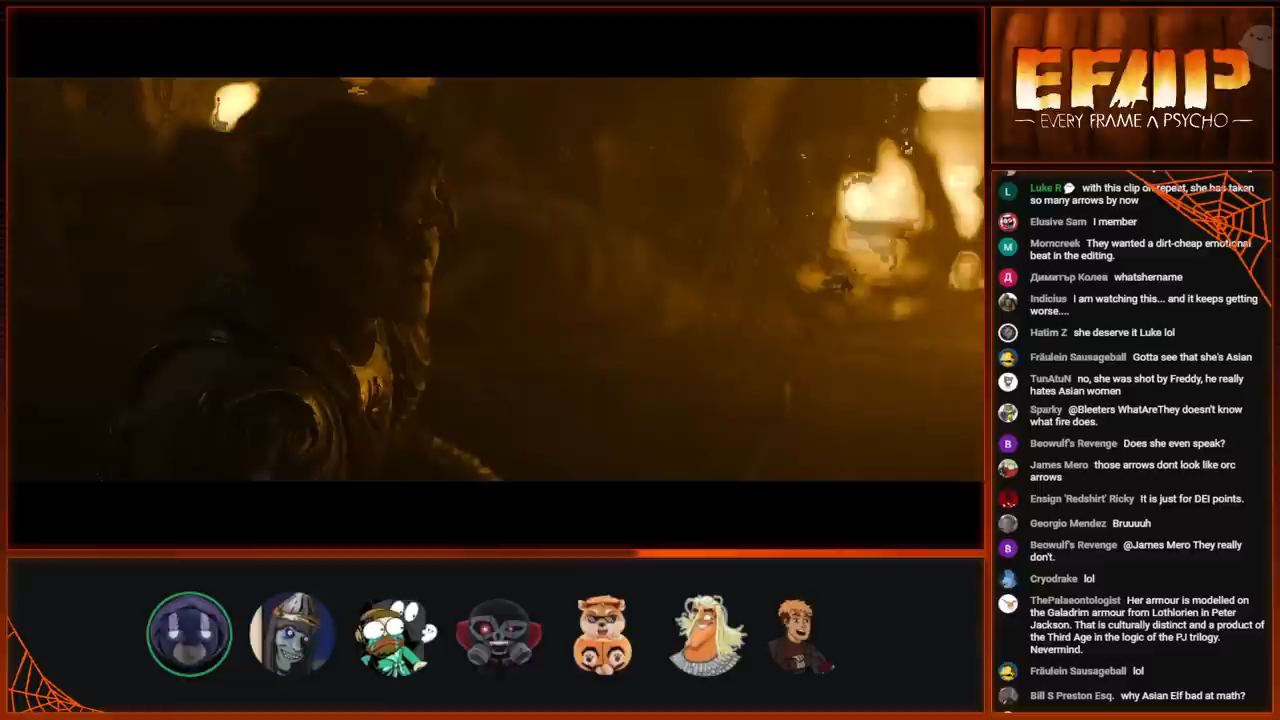 EFAP
EVERY FRAME A PSYCHO
Luke R with this clip on repeat, she has taken
so many arrows by now
Elusive Sam I member
Morncreek They wanted a dirt-cheap emotional
beat in the editing.
Димитър Колев whatshername
Indicius I am watching this... and it keeps getting
worse....
Hatim Z she deserve it Luke lol
Fräulein Sausageball Gotta see that she's Asian
TunAtuN no, she was shot by Freddy, he really
hates Asian women
Sparky @Bleeters WhatAreThey doesn't know
what fire does.
Beowulf's Revenge Does she even speak?
James Mero those arrows dont look like orc
arrows
Ensign 'Redshirt' Ricky It is just for DEI points.
Georgio Mendez Bruuuuh
Beowulf's Revenge @James Mero They really
don't.
Cryodrake lol
ThePalaeontologist Her armour is modelled on
the Galadrim armour from Lothlorien in Peter
Jackson. That is culturally distinct and a product of
the Third Age in the logic of the PJ trilogy.
Nevermind.
Fräulein Sausageball lol
Bill S Preston Esq. why Asian Elf bad at math?
L
M
Д
B
B